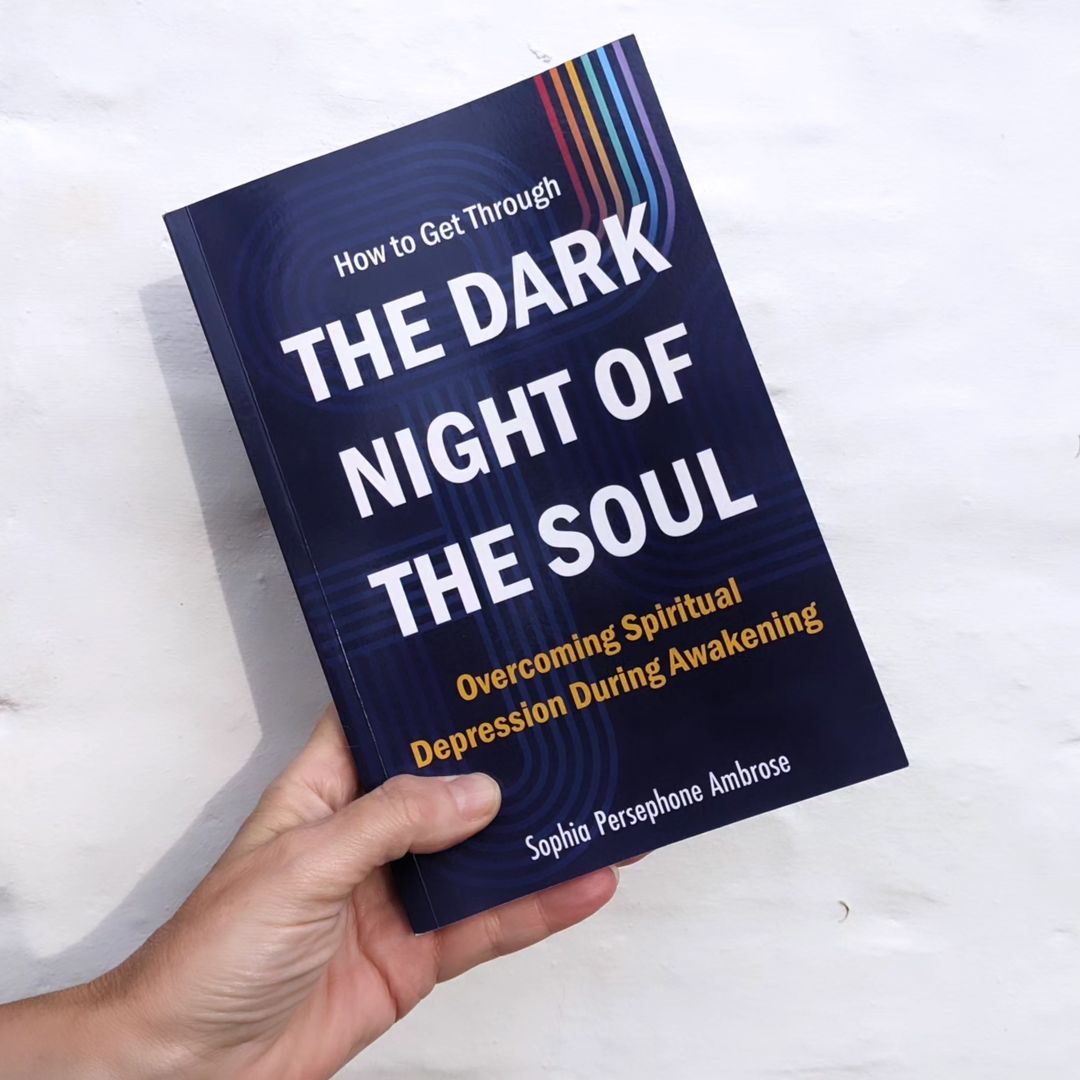 How to Get Through
THE DARK
NIGHT OF
THE SOUL
Overcoming Spiritual
Depression During Awakening
Sophia Persephone Ambrose